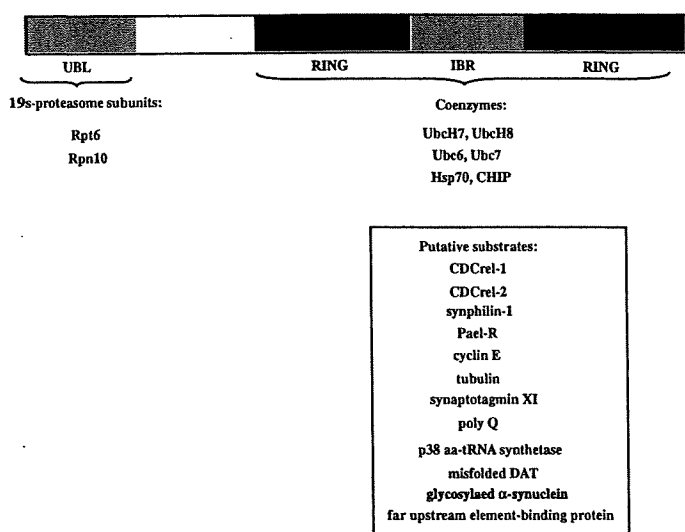 UBL RING IBR RING
19s-proteasome subunits:
Rpt6
Rpn10
Coenzymes:
UbcH7, UbcH8
Ubc6, Ubc7
Hsp70, CHIP
Putative substrates:
CDCrel-1
CDCrel-2
synphilin-1
Pael-R
cyclin E
tubulin
synaptotagmin XI
poly Q
p38 aa-tRNA synthetase
misfolded DAT
glycosylaed α-synuclein
far upstream element-binding protein